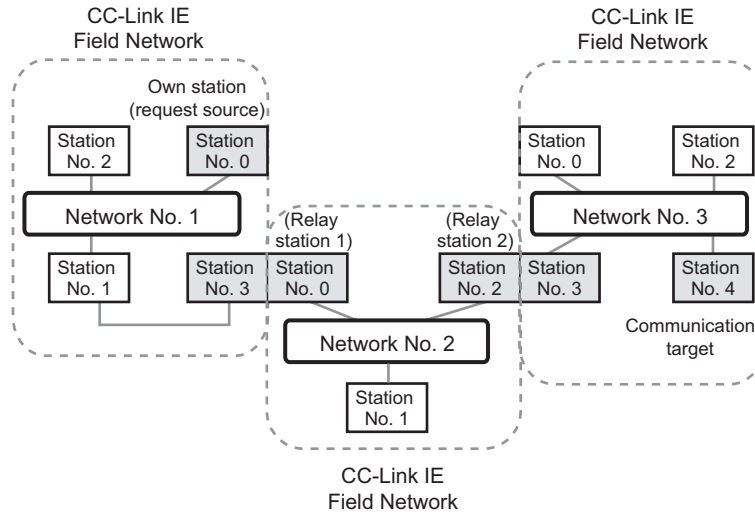 CC-Link IE
Field Network
CC-Link IE
Field Network
Own station
(request source)
Station
No. 2
Station
No. 0
Station
No. 0
Station
No. 2
Network No. 1
Network No. 3
(Relay
station 1)
(Relay
station 2)
Station
No. 1
Station
No. 3
Station
No. 0
Station
No. 2
Station
No. 3
Station
No. 4
Communication
target
Network No. 2
Station
No. 1
CC-Link IE
Field Network